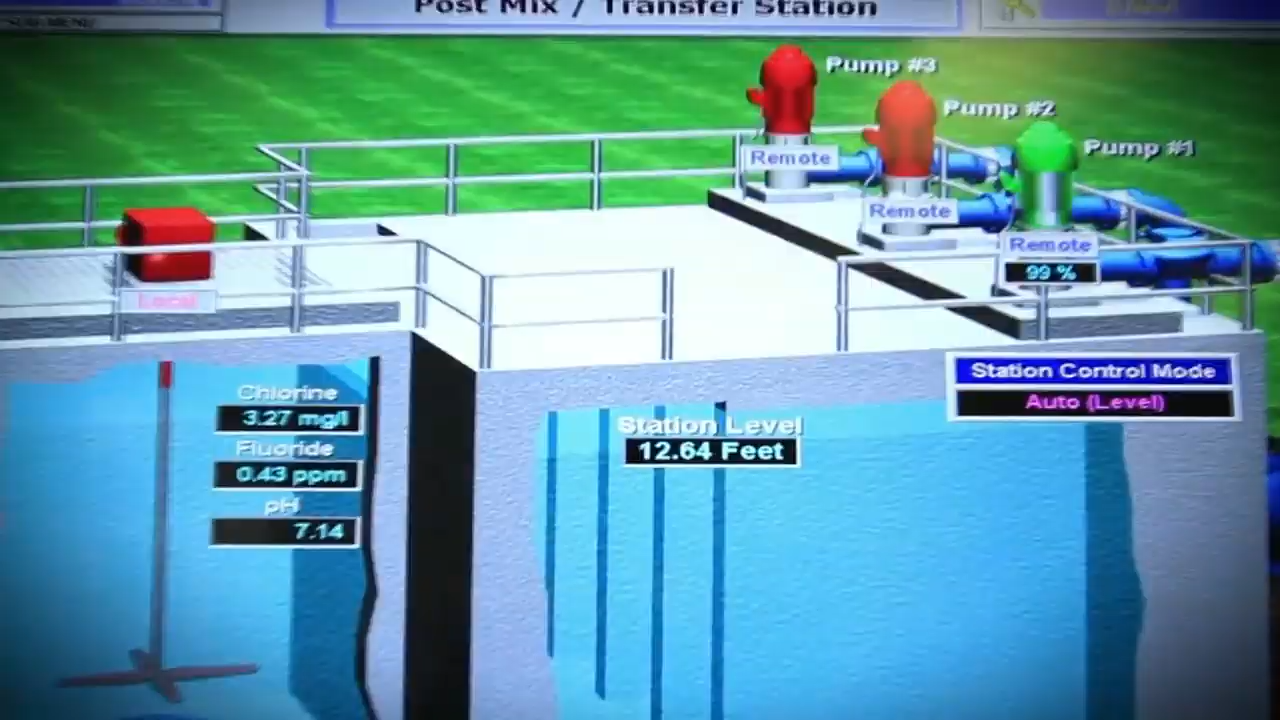 Post Mix / Transfer Station
Pump #3
Pump #2
Pump #1
Remote
Remote
Remote
99 %
Local
Chlorine
3.27 mg/l
Fluoride
0.43 ppm
pH
7.14
Station Level
12.64 Feet
Station Control Mode
Auto (Level)